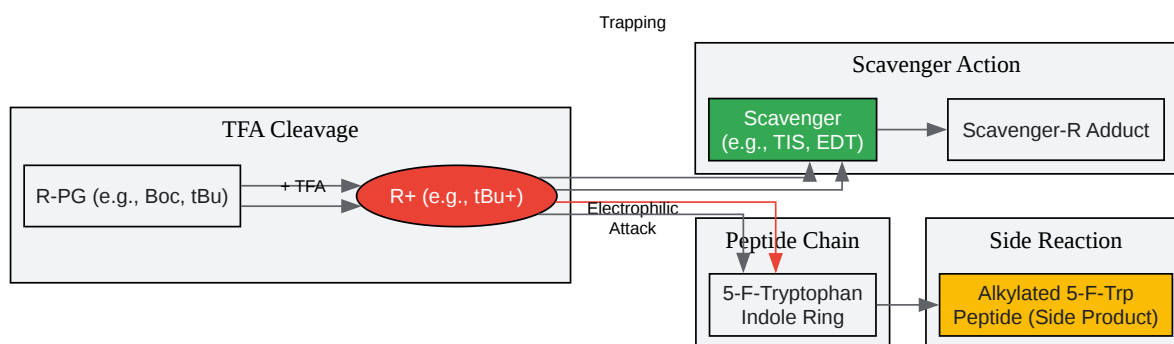 Trapping
Scavenger Action
Scavenger
(e.g., TIS, EDT)
Scavenger-R Adduct
TFA Cleavage
R-PG (e.g., Boc, tBu)
+ TFA
R+ (e.g., tBu+)
Electrophilic
Attack
Peptide Chain
5-F-Tryptophan
Indole Ring
Side Reaction
Alkylated 5-F-Trp
Peptide (Side Product)